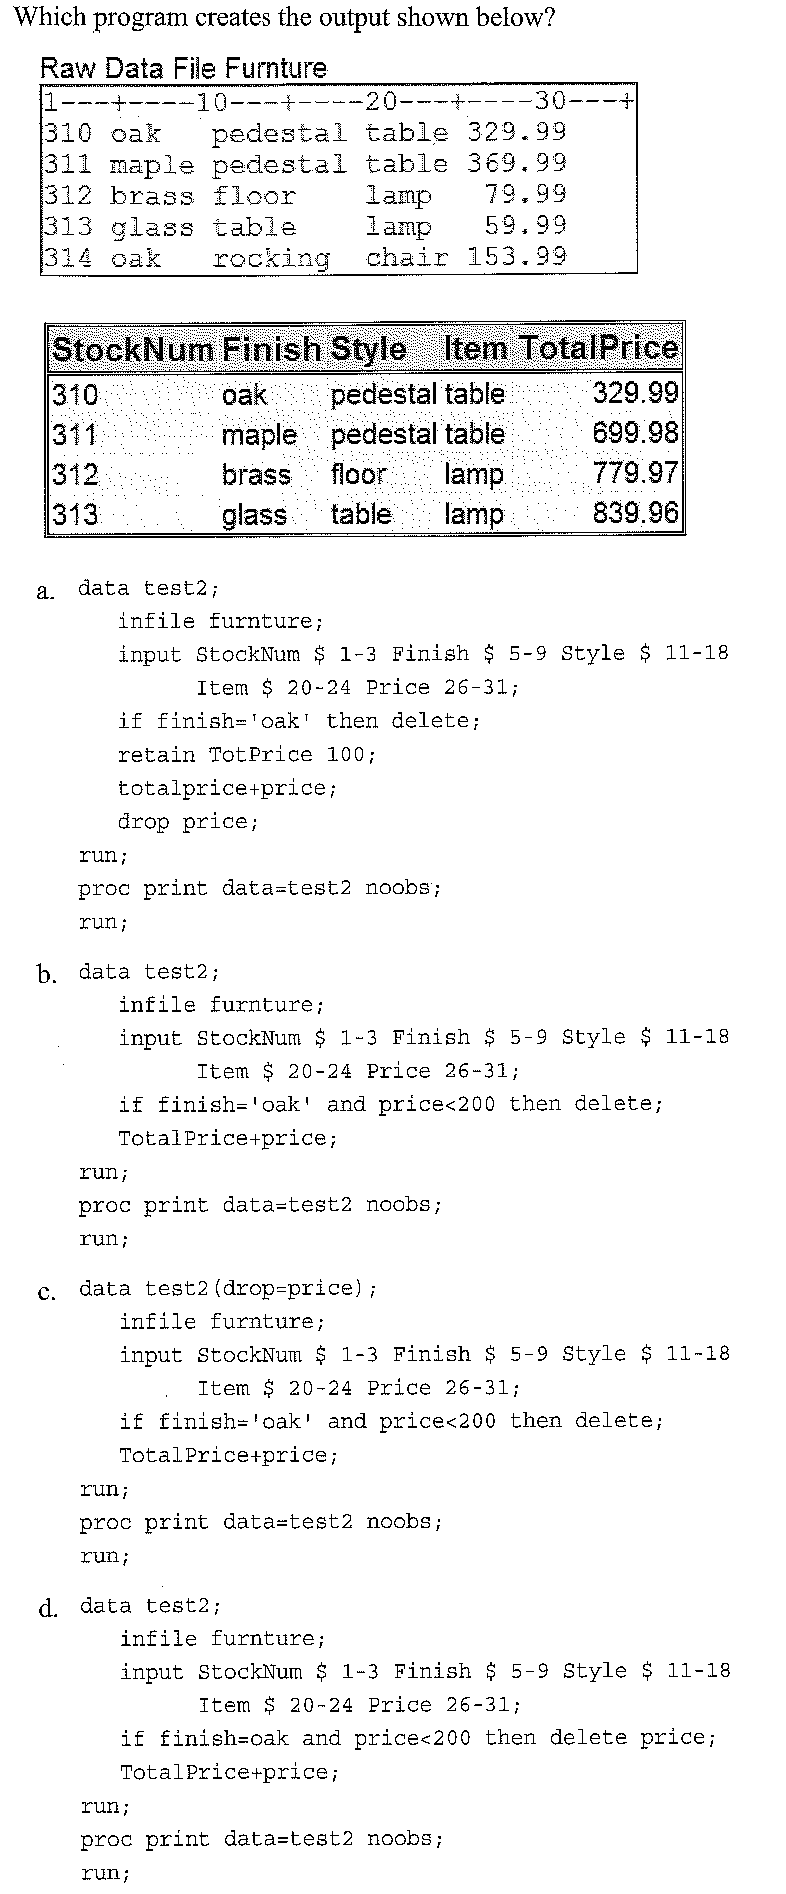 Which program creates the output shown below?
Raw Data File Furnture
1---+----10---+----20---+----30---+
310 oak   pedestal table 329.99
311 maple pedestal table 369.99
312 brass floor    lamp   79.99
313 glass table    lamp   59.99
314 oak   rocking  chair 153.99
StockNum Finish Style Item TotalPrice
310 oak pedestal table 329.99
311 maple pedestal table 699.98
312 brass floor lamp 779.97
313 glass table lamp 839.96
a. data test2;
infile furnture;
input StockNum $ 1-3 Finish $ 5-9 Style $ 11-18
Item $ 20-24 Price 26-31;
if finish='oak' then delete;
retain TotPrice 100;
totalprice+price;
drop price;
run;
proc print data=test2 noobs;
run;
b. data test2;
infile furnture;
input StockNum $ 1-3 Finish $ 5-9 Style $ 11-18
Item $ 20-24 Price 26-31;
if finish='oak' and price<200 then delete;
TotalPrice+price;
run;
proc print data=test2 noobs;
run;
c. data test2(drop=price);
infile furnture;
input StockNum $ 1-3 Finish $ 5-9 Style $ 11-18
Item $ 20-24 Price 26-31;
if finish='oak' and price<200 then delete;
TotalPrice+price;
run;
proc print data=test2 noobs;
run;
d. data test2;
infile furnture;
input StockNum $ 1-3 Finish $ 5-9 Style $ 11-18
Item $ 20-24 Price 26-31;
if finish=oak and price<200 then delete price;
TotalPrice+price;
run;
proc print data=test2 noobs;
run;